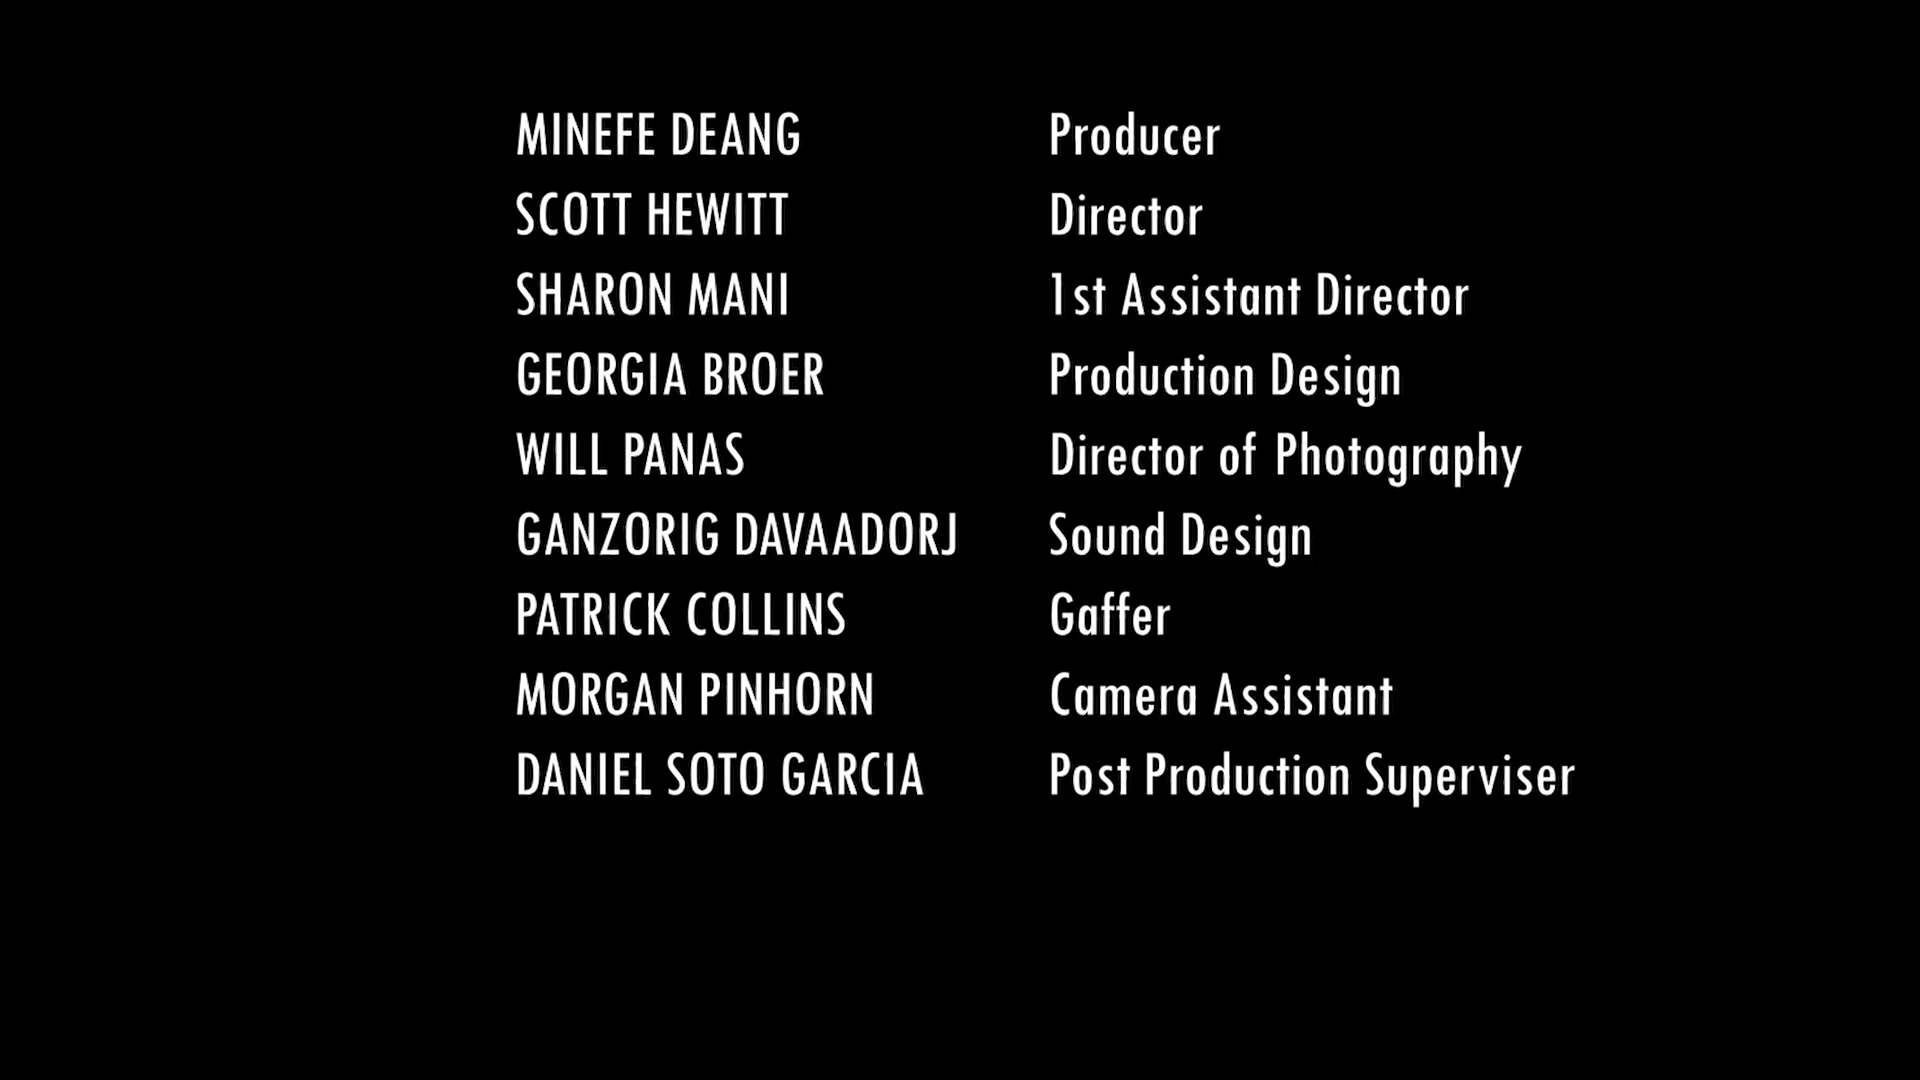 MINEFE DEANG Producer
SCOTT HEWITT Director
SHARON MANI 1st Assistant Director
GEORGIA BROER Production Design
WILL PANAS Director of Photography
GANZORIG DAVAADORJ Sound Design
PATRICK COLLINS Gaffer
MORGAN PINHORN Camera Assistant
DANIEL SOTO GARCIA Post Production Superviser